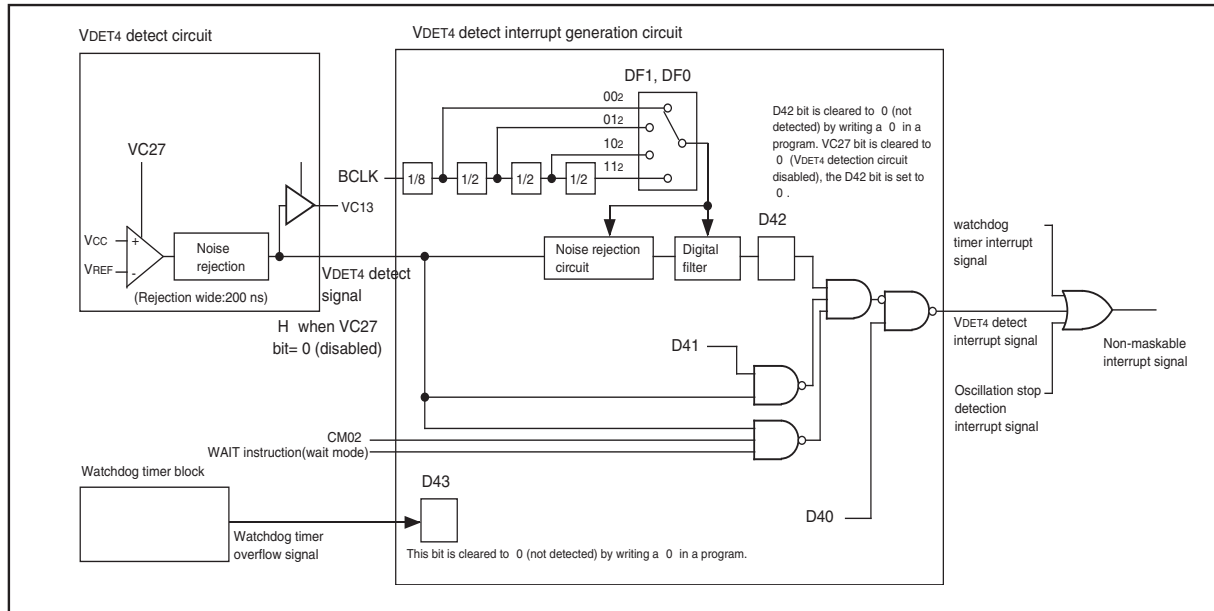 VDET4 detect circuit
VDET4 detect interrupt generation circuit
DF1, DF0
002
012
102
112
D42 bit is cleared to 0 (not
detected) by writing a 0 in a
program. VC27 bit is cleared to
0 (VDET4 detection circuit
disabled), the D42 bit is set to
0 .
VC27
BCLK
1/8
1/2
1/2
1/2
VC13
VCC
+
VREF
-
Noise
rejection
(Rejection wide:200 ns)
VDET4 detect
signal
H when VC27
bit= 0 (disabled)
Noise rejection
circuit
Digital
filter
D42
watchdog
timer interrupt
signal
VDET4 detect
interrupt signal
Non-maskable
interrupt signal
Oscillation stop
detection
interrupt signal
D41
CM02
WAIT instruction(wait mode)
D40
Watchdog timer block
Watchdog timer
overflow signal
D43
This bit is cleared to 0 (not detected) by writing a 0 in a program.